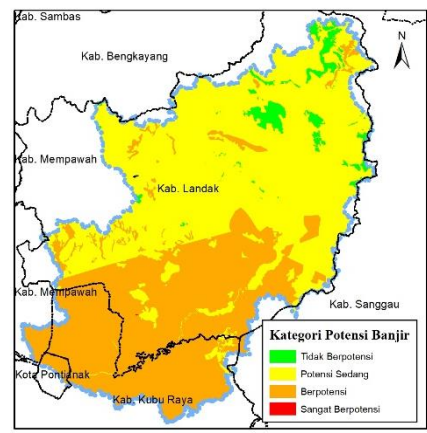 Kab. Sambas
N
Kab. Bengkayang
Kab. Mempawah
Kab. Landak
Kab. Mempawah
Kab. Sanggau
Kota Pontianak
Kab. Kubu Raya
Kategori Potensi Banjir
Tidak Berpotensi
Potensi Sedang
Berpotensi
Sangat Berpotensi